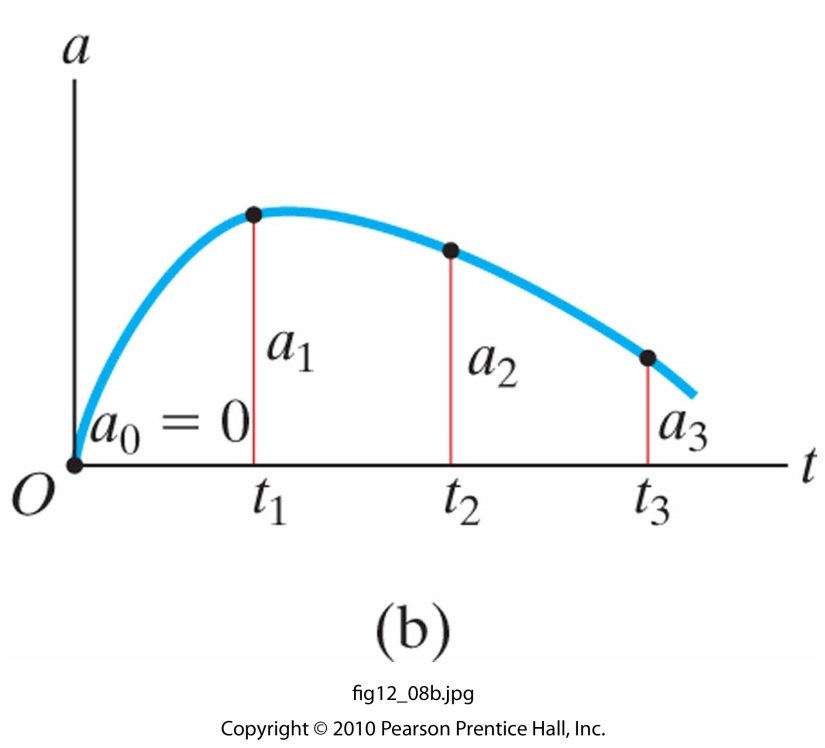 a
a₁
a₂
a₀ = 0
a₃
O
t₁
t₂
t₃
t
(b)
fig12_08b.jpg
Copyright © 2010 Pearson Prentice Hall, Inc.